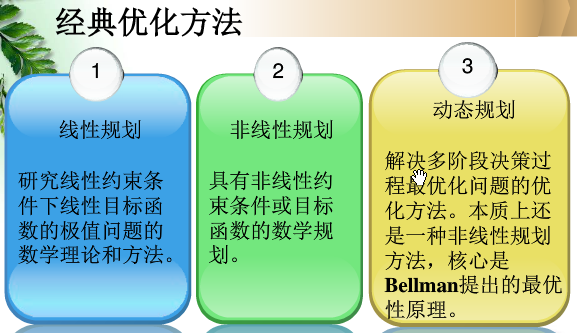 经典优化方法
1
线性规划
研究线性约束条
件下线性目标函
数的极值问题的
数学理论和方法。
2
非线性规划
具有非线性约
束条件或目标
函数的数学规
划。
3
动态规划
解决多阶段决策过
程最优化问题的优
化方法。本质上还
是一种非线性规划
方法，核心是
Bellman提出的最优
性原理。